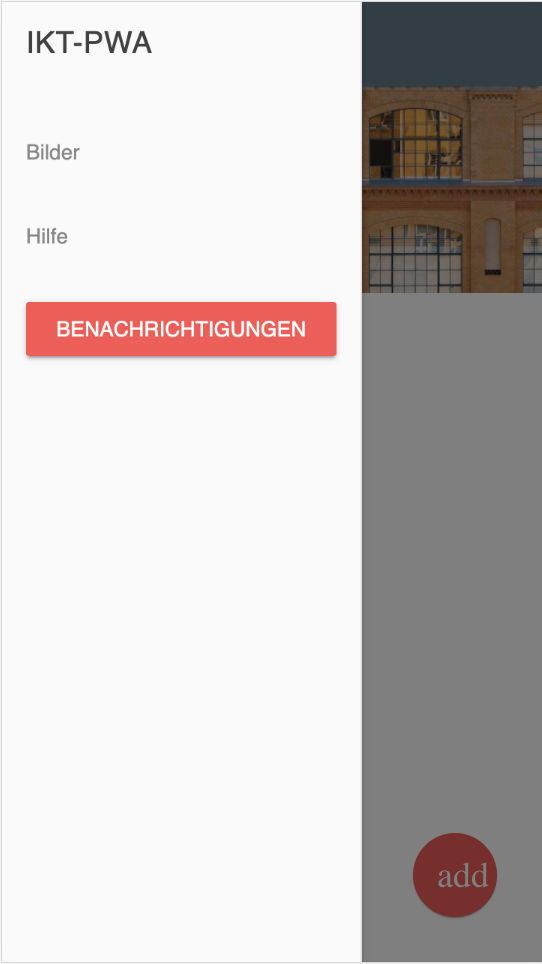 IKT-PWA
Bilder
Hilfe
BENACHRICHTIGUNGEN
add